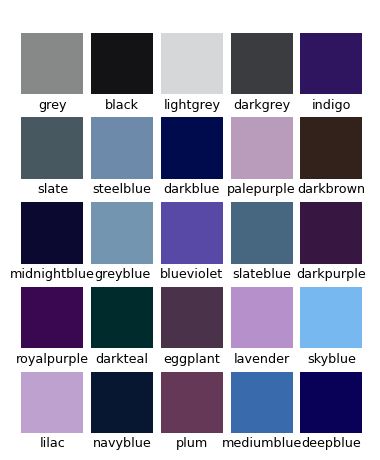 grey black lightgrey darkgrey indigo
slate steelblue darkblue palepurple darkbrown
midnightblue greyblue blueviolet slateblue darkpurple
royalpurple darkteal eggplant lavender skyblue
lilac navyblue plum mediumblue deepblue